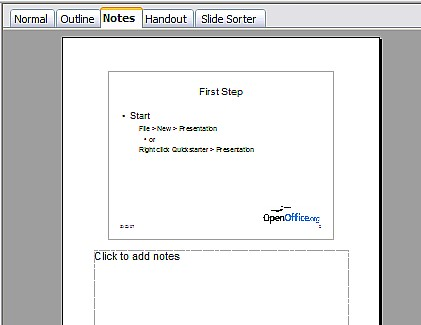 Normal Outline Notes Handout Slide Sorter
First Step
• Start
File > New > Presentation
• or
Right click Quickstarter > Presentation
OpenOffice.org
Click to add notes